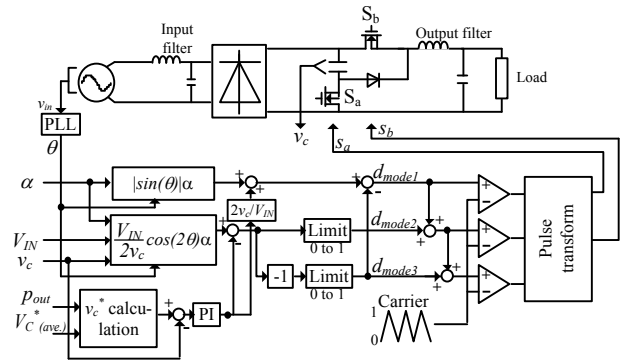 Input
filter
S_b
Output filter
S_a
Load
v_in
v_c
s_a
s_b
PLL
θ
α
|sin(θ)|α
d_mode1
2v_c/V_IN
V_IN
v_c
V_IN/2v_c cos(2θ)α
Limit
0 to 1
d_mode2
-1
Limit
0 to 1
d_mode3
Pulse
transform
p_out
V_C^*(ave.)
v_c^* calcu-
lation
PI
Carrier
1
0